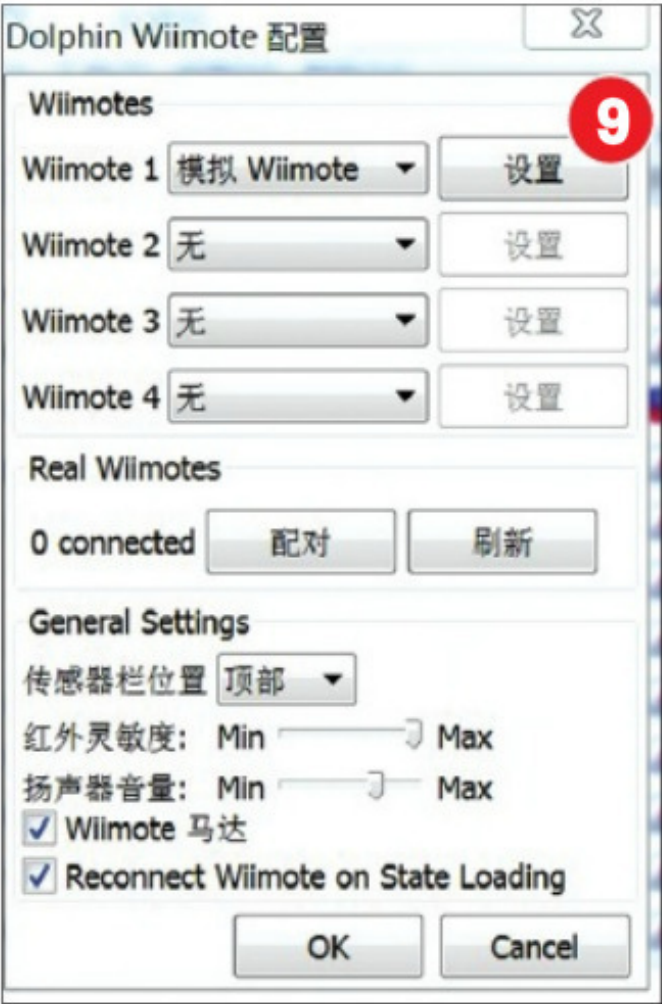 Dolphin Wiimote 配置
Wiimotes
9
Wiimote 1 模拟 Wiimote 设置
Wiimote 2 无 设置
Wiimote 3 无 设置
Wiimote 4 无 设置
Real Wiimotes
0 connected 配对 刷新
General Settings
传感器栏位置 顶部
红外灵敏度: Min Max
扬声器音量: Min Max
Wiimote 马达
Reconnect Wiimote on State Loading
OK Cancel